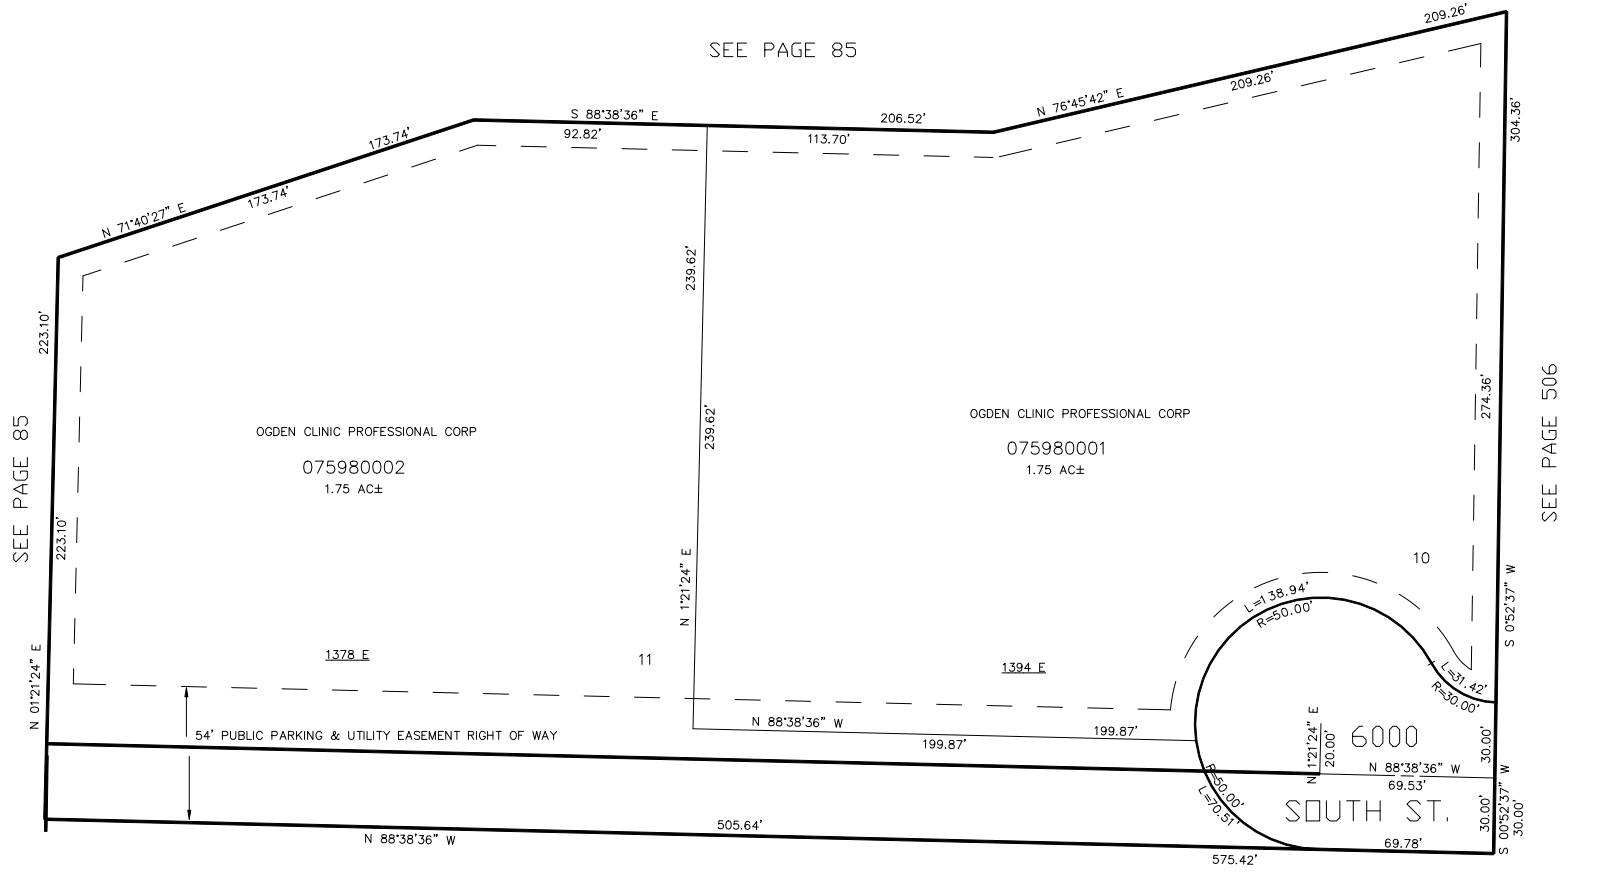 209.26'
SEE PAGE 85
209.26'
N 76°45'42" E
S 88°38'36" E
206.52'
92.82'
113.70'
173.74'
304.36'
N 71°40'27" E
173.74'
239.62'
223.10'
274.36'
SEE PAGE 506
OGDEN CLINIC PROFESSIONAL CORP
075980001
1.75 AC±
239.62'
OGDEN CLINIC PROFESSIONAL CORP
075980002
1.75 AC±
SEE PAGE 85
223.10'
N 1°21'24" E
10
L=138.94'
R=50.00'
S 0°52'37" W
1378 E
11
1394 E
L=31.42'
R=30.00'
N 01°21'24" E
N 88°38'36" W
199.87'
199.87'
54' PUBLIC PARKING & UTILITY EASEMENT RIGHT OF WAY
N 1°21'24" E
20.00'
6000
30.00'
N 88°38'36" W
69.53'
R=50.00'
L=70.51'
SOUTH ST.
30.00'
S 00°52'37" W
30.00'
505.64'
N 88°38'36" W
69.78'
575.42'